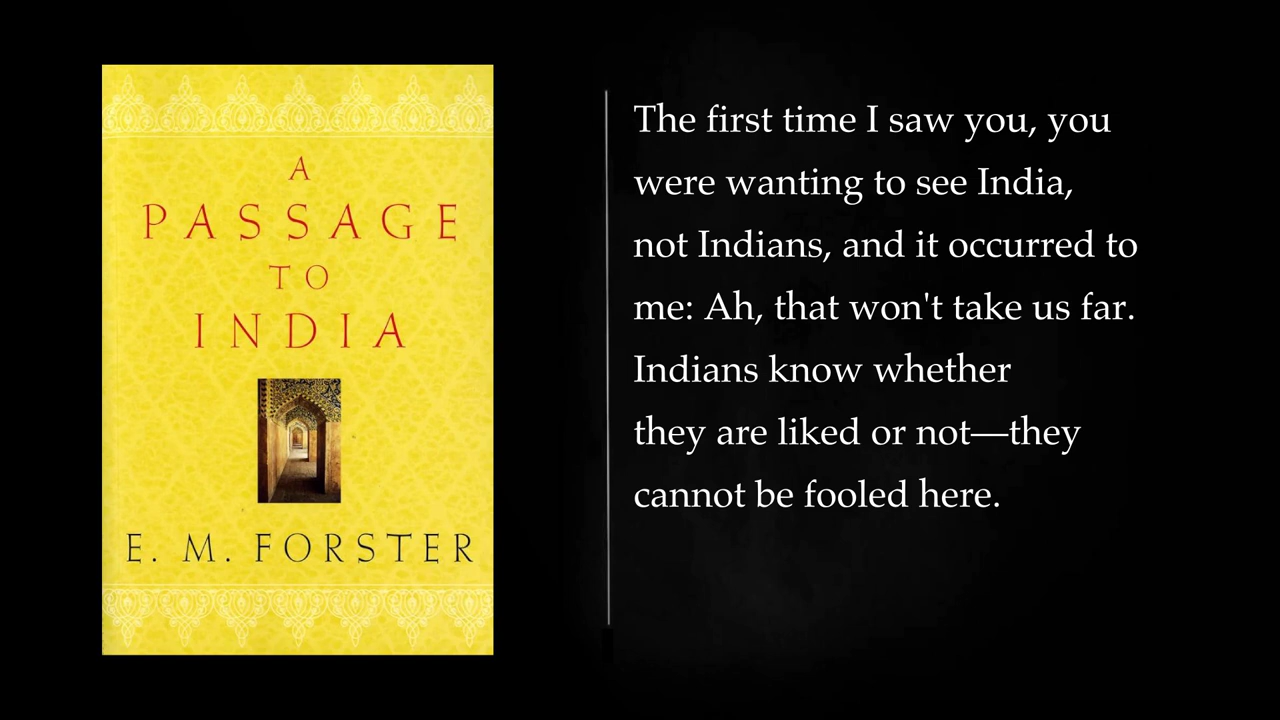 A
PASSAGE
TO
INDIA
E. M. FORSTER
The first time I saw you, you
were wanting to see India,
not Indians, and it occurred to
me: Ah, that won't take us far.
Indians know whether
they are liked or not—they
cannot be fooled here.